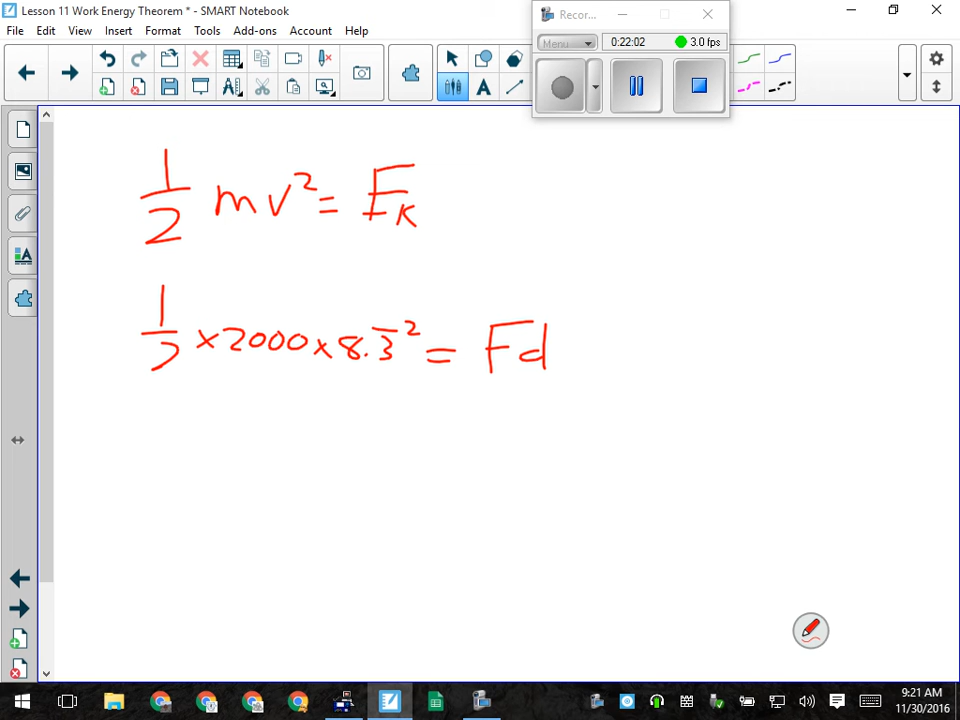 Lesson 11 Work Energy Theorem * - SMART Notebook
File Edit View Insert Format Tools Add-ons Account Help
Recor...
Menu 0:22:02 3.0 fps
1/2 mv² = Eₖ
1/2 × 2000 × 8.3̅² = Fd
9:21 AM
11/30/2016